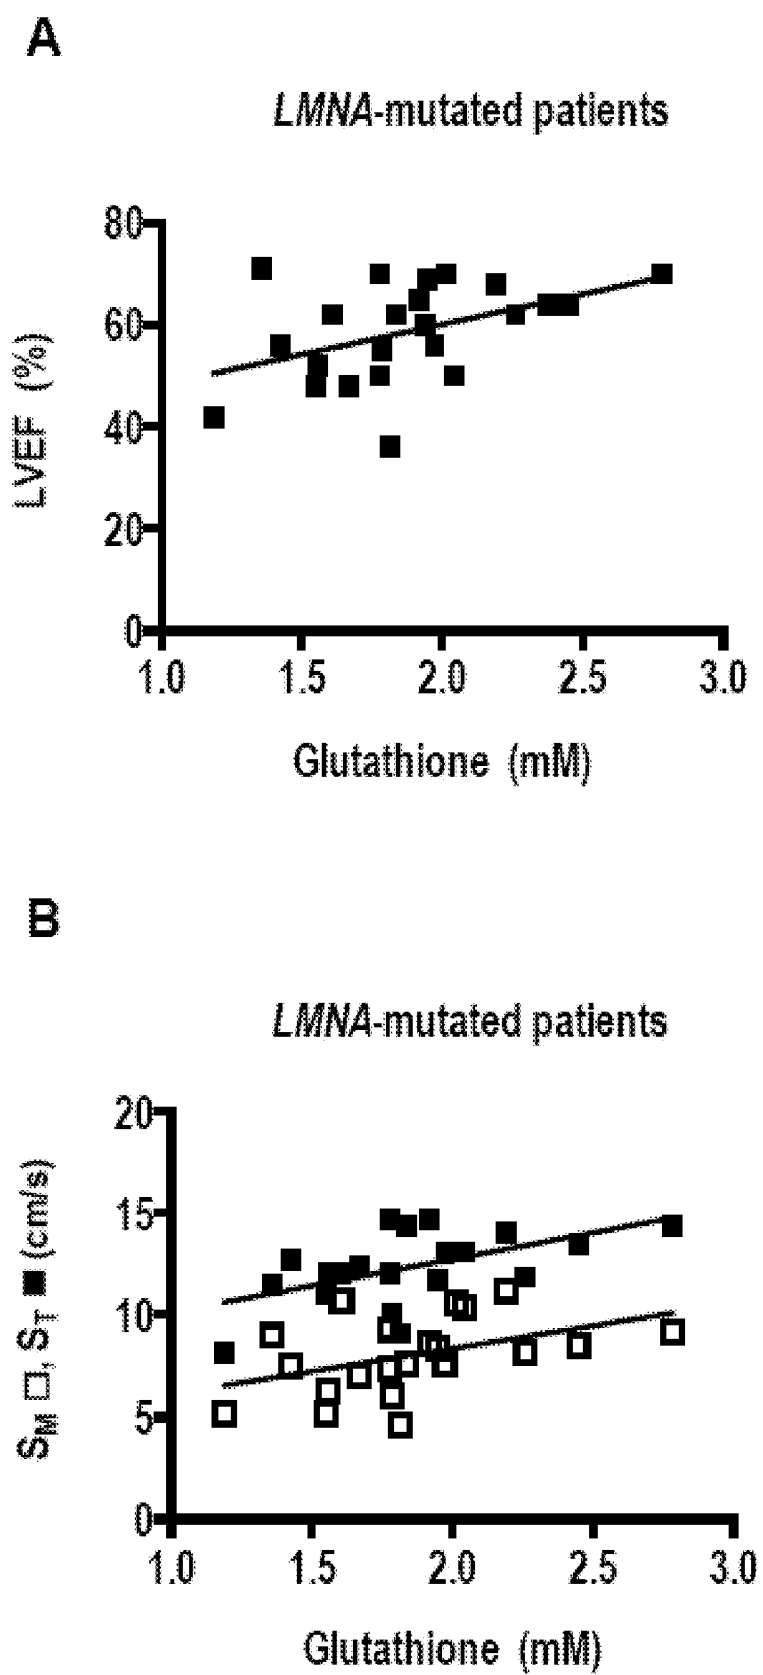 A
LMNA-mutated patients
80
60
40
20
0
LVEF (%)
1.0 1.5 2.0 2.5 3.0
Glutathione (mM)
B
LMNA-mutated patients
20
15
10
5
0
SM □, ST ■ (cm/s)
1.0 1.5 2.0 2.5 3.0
Glutathione (mM)